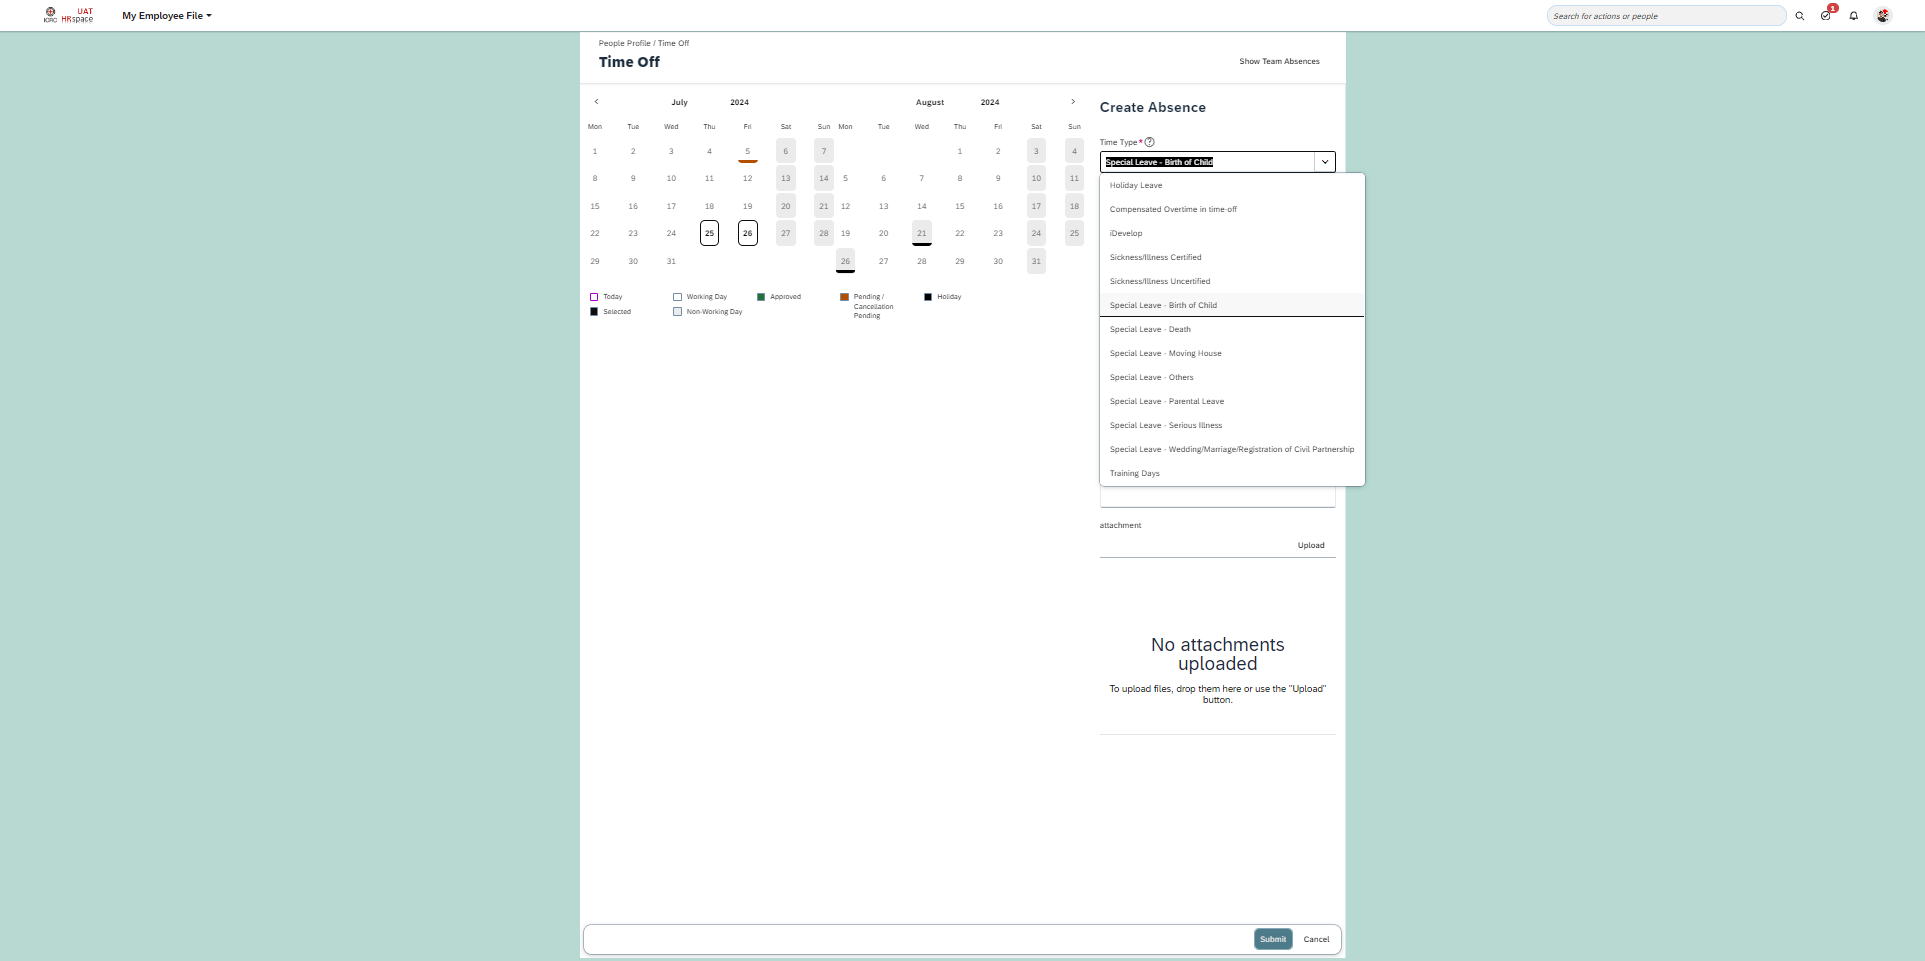 ICRC
UAT
HRspace
My Employee File
Search for actions or people
1
People Profile / Time Off
Time Off
Show Team Absences
July 2024
August 2024
Mon Tue Wed Thu Fri Sat Sun
1 2 3 4 5 6 7
8 9 10 11 12 13 14
15 16 17 18 19 20 21
22 23 24 25 26 27 28
29 30 31
Mon Tue Wed Thu Fri Sat Sun
1 2 3 4
5 6 7 8 9 10 11
12 13 14 15 16 17 18
19 20 21 22 23 24 25
26 27 28 29 30 31
Today
Working Day
Approved
Pending /
Cancellation
Pending
Holiday
Selected
Non-Working Day
Create Absence
Time Type*
Special Leave - Birth of Child
Holiday Leave
Compensated Overtime in time-off
iDevelop
Sickness/Illness Certified
Sickness/Illness Uncertified
Special Leave - Birth of Child
Special Leave - Death
Special Leave - Moving House
Special Leave - Others
Special Leave - Parental Leave
Special Leave - Serious Illness
Special Leave - Wedding/Marriage/Registration of Civil Partnership
Training Days
attachment
Upload
No attachments
uploaded
To upload files, drop them here or use the "Upload"
button.
Submit
Cancel